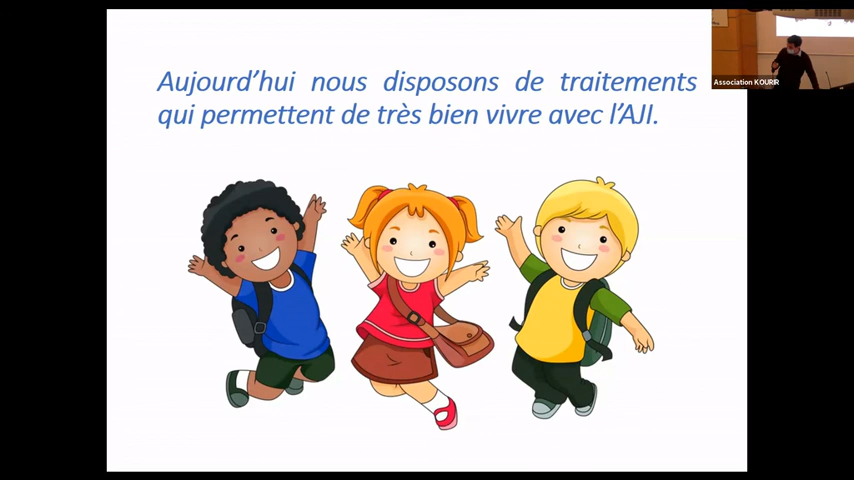 Aujourd’hui nous disposons de traitements
qui permettent de très bien vivre avec l’AJI.
Association KOURIR